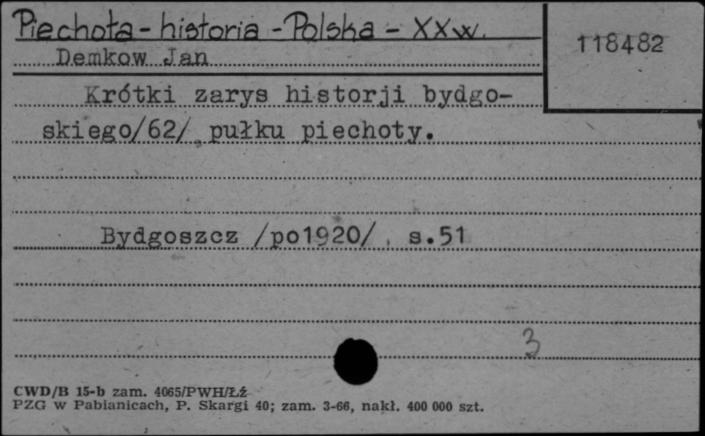 Piechota - historia - Polska - XX w.
118482
Demkow Jan
Krótki zarys historji bydgo-
skiego/62/ pułku piechoty.
Bydgoszcz /po1920/, s.51
3
CWD/B 15-b zam. 4065/PWH/Łź
PZG w Pabianicach, P. Skargi 40; zam. 3-66, nakł. 400 000 szt.